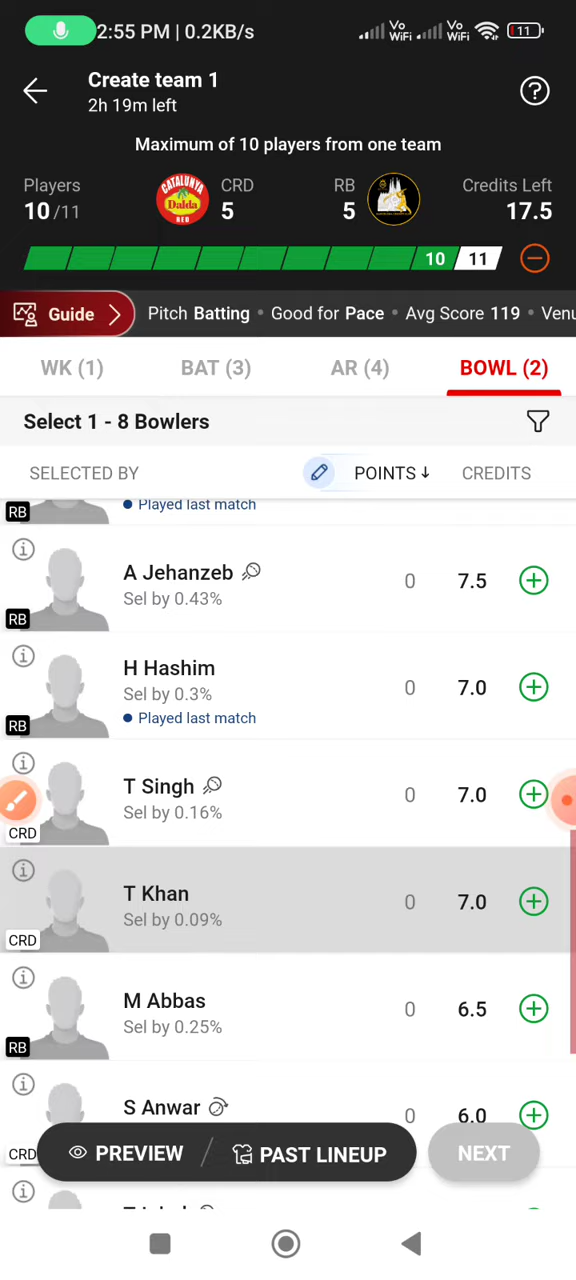 2:55 PM | 0.2KB/s
Vo WiFi
Vo WiFi
11
Create team 1
2h 19m left
Maximum of 10 players from one team
Players
10/11
CATALUNYA Dalda RED
CRD
5
RB
5
Credits Left
17.5
10
11
Guide
Pitch Batting • Good for Pace • Avg Score 119 • Venu
WK (1)
BAT (3)
AR (4)
BOWL (2)
Select 1 - 8 Bowlers
SELECTED BY
POINTS ↓
CREDITS
RB
Played last match
A Jehanzeb
Sel by 0.43%
0
7.5
RB
H Hashim
Sel by 0.3%
Played last match
0
7.0
RB
T Singh
Sel by 0.16%
0
7.0
CRD
T Khan
Sel by 0.09%
0
7.0
CRD
M Abbas
Sel by 0.25%
0
6.5
RB
S Anwar
0
6.0
CRD
PREVIEW
PAST LINEUP
NEXT